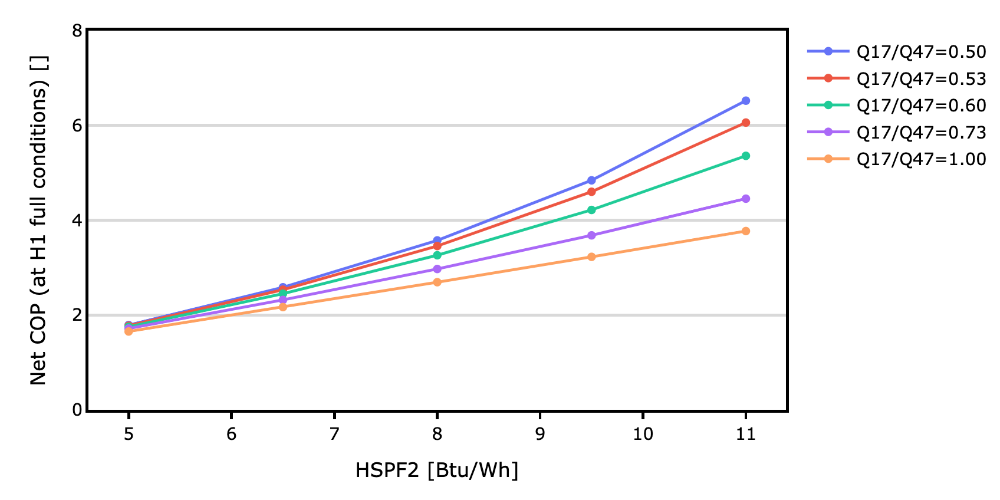 8
6
4
2
0
Net COP (at H1 full conditions) []
5 6 7 8 9 10 11
HSPF2 [Btu/Wh]
Q17/Q47=0.50
Q17/Q47=0.53
Q17/Q47=0.60
Q17/Q47=0.73
Q17/Q47=1.00